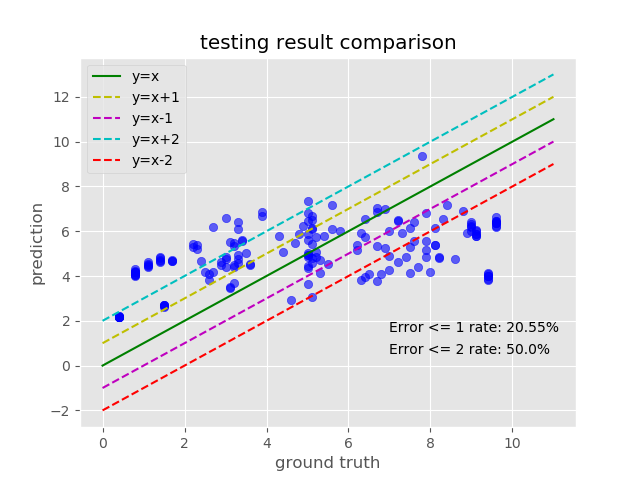 testing result comparison
y=x
y=x+1
y=x-1
y=x+2
y=x-2
12
10
8
6
4
2
0
−2
prediction
Error <= 1 rate: 20.55%
Error <= 2 rate: 50.0%
0 2 4 6 8 10
ground truth